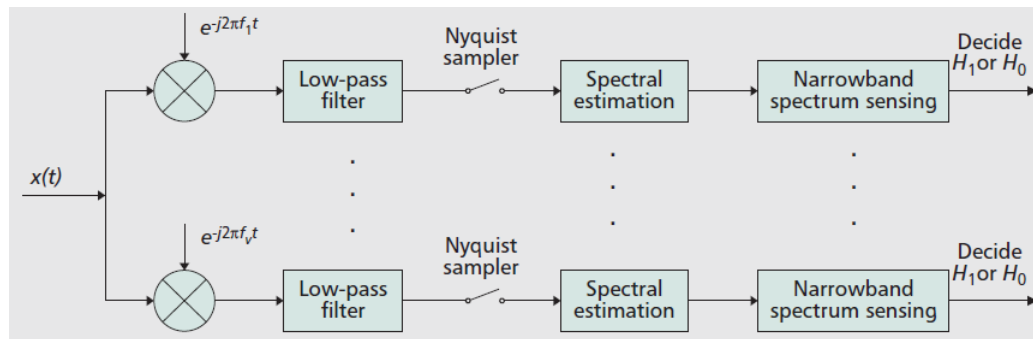 e^{-j2πf_1t}
Nyquist
sampler
Decide
H_1 or H_0
Low-pass
filter
Spectral
estimation
Narrowband
spectrum sensing
x(t)
e^{-j2πf_vt}
Nyquist
sampler
Decide
H_1 or H_0
Low-pass
filter
Spectral
estimation
Narrowband
spectrum sensing